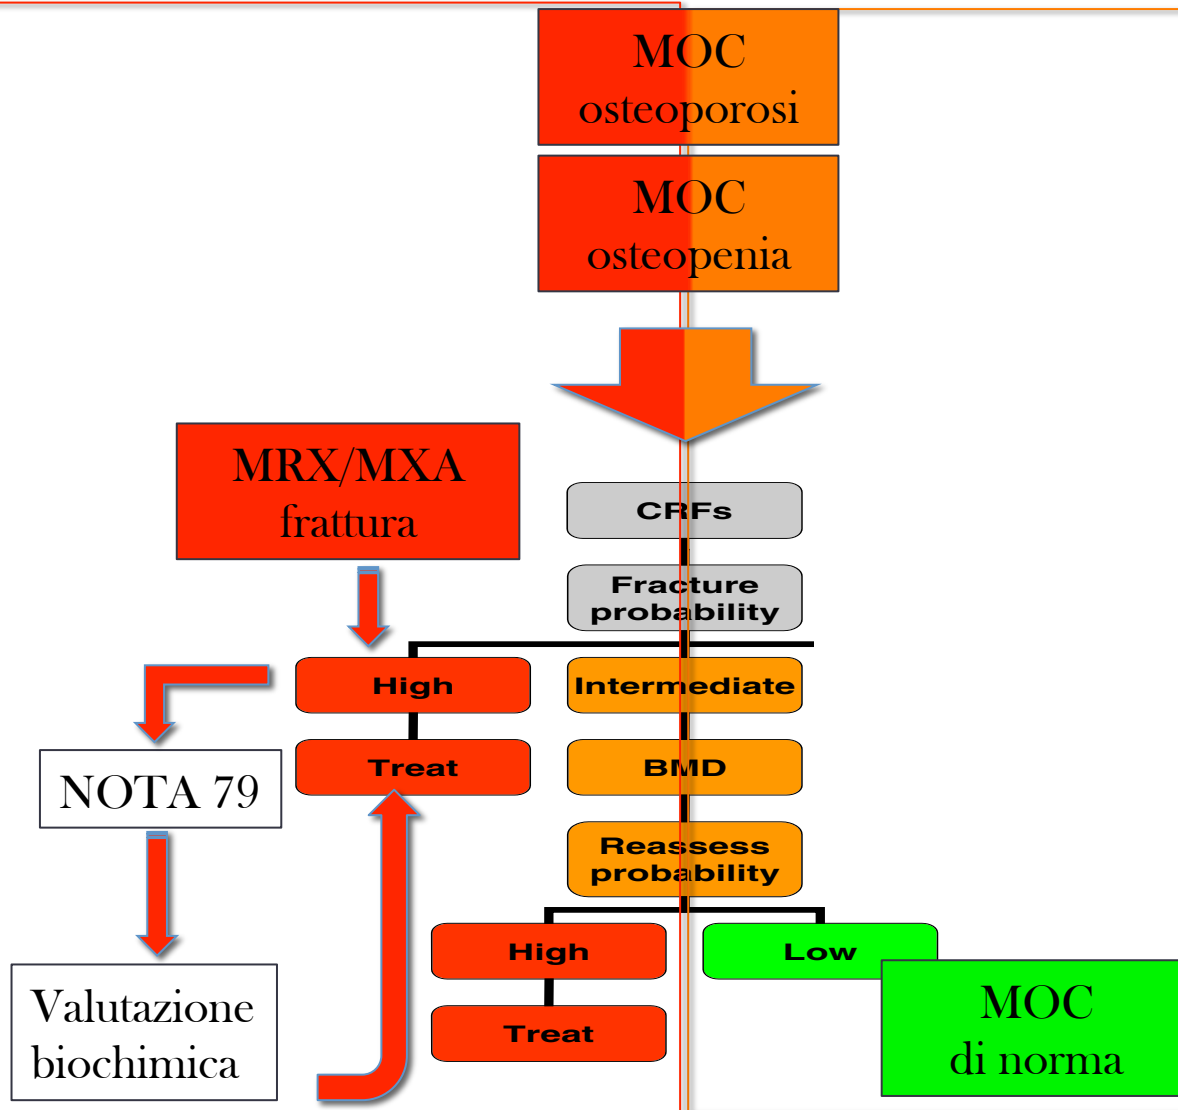 MOC
osteoporosi
MOC
osteopenia
MRX/MXA
frattura
CRFs
Fracture
probability
High
Intermediate
Treat
BMD
NOTA 79
Reassess
probability
High
Low
Treat
Valutazione
biochimica
MOC
di norma